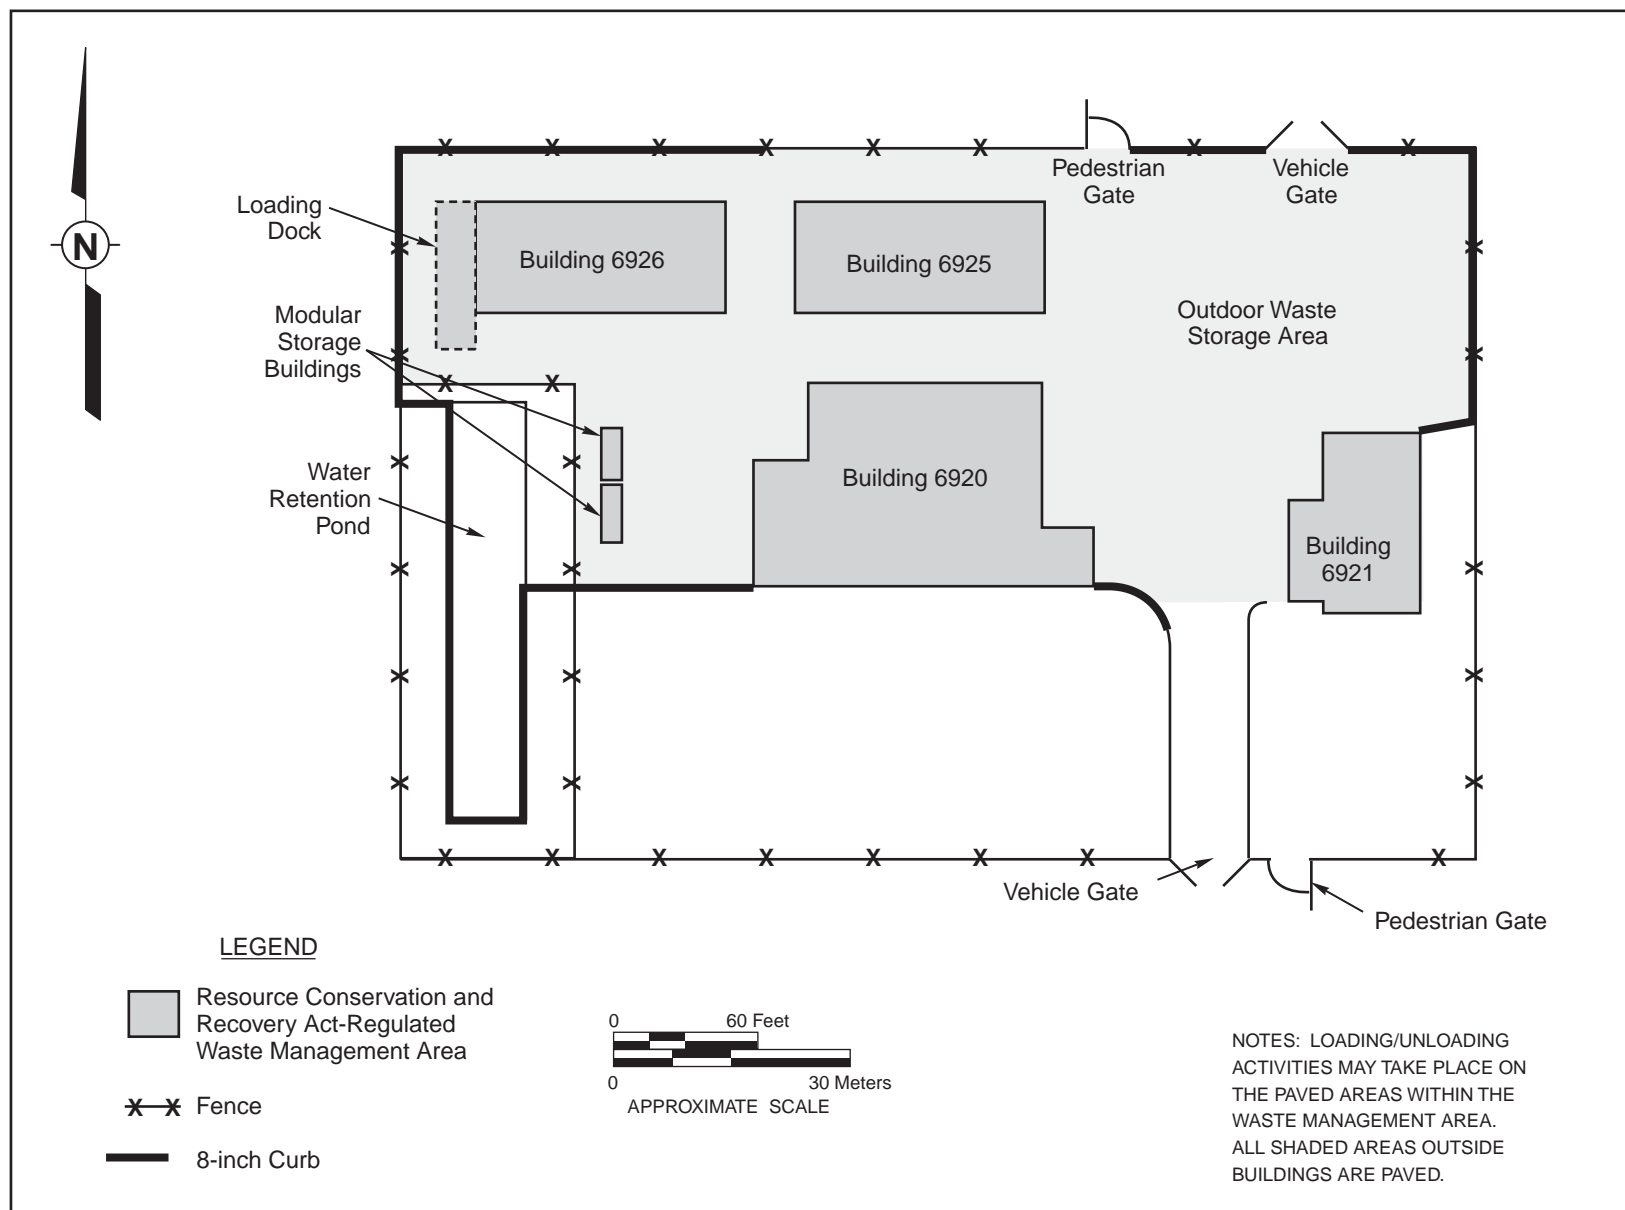 Pedestrian
Gate
Vehicle
Gate
Loading
Dock
N
Building 6926
Building 6925
Outdoor Waste
Storage Area
Modular
Storage
Buildings
Building 6920
Water
Retention
Pond
Building
6921
Vehicle Gate
Pedestrian Gate
LEGEND
Resource Conservation and
Recovery Act-Regulated
Waste Management Area
Fence
8-inch Curb
0 60 Feet
0 30 Meters
APPROXIMATE SCALE
NOTES: LOADING/UNLOADING
ACTIVITIES MAY TAKE PLACE ON
THE PAVED AREAS WITHIN THE
WASTE MANAGEMENT AREA.
ALL SHADED AREAS OUTSIDE
BUILDINGS ARE PAVED.